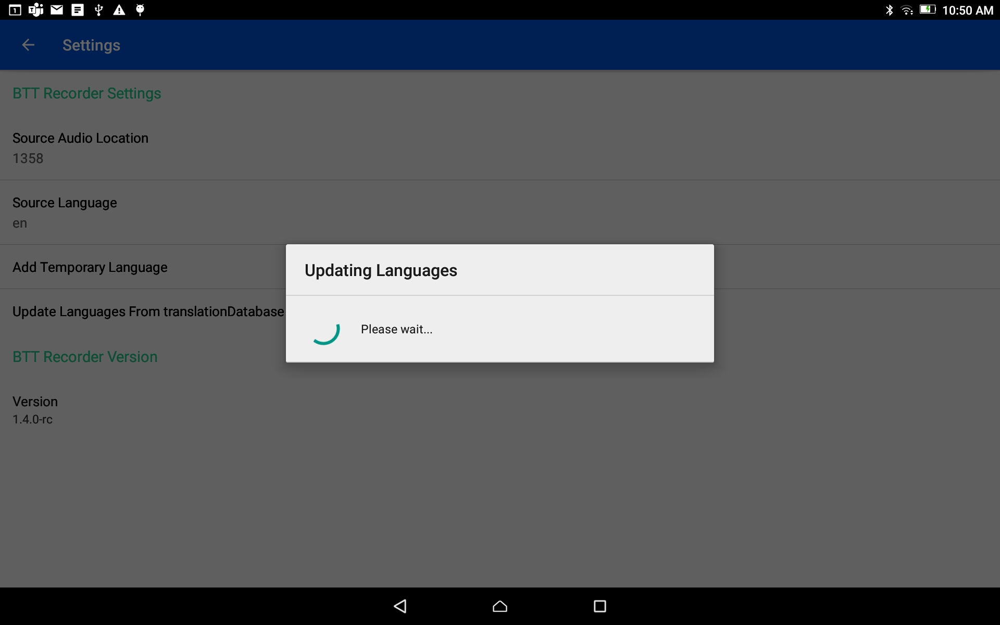 10:50 AM
Settings
BTT Recorder Settings
Source Audio Location
1358
Source Language
en
Add Temporary Language
Update Languages From translationDatabase
Updating Languages
Please wait...
BTT Recorder Version
Version
1.4.0-rc